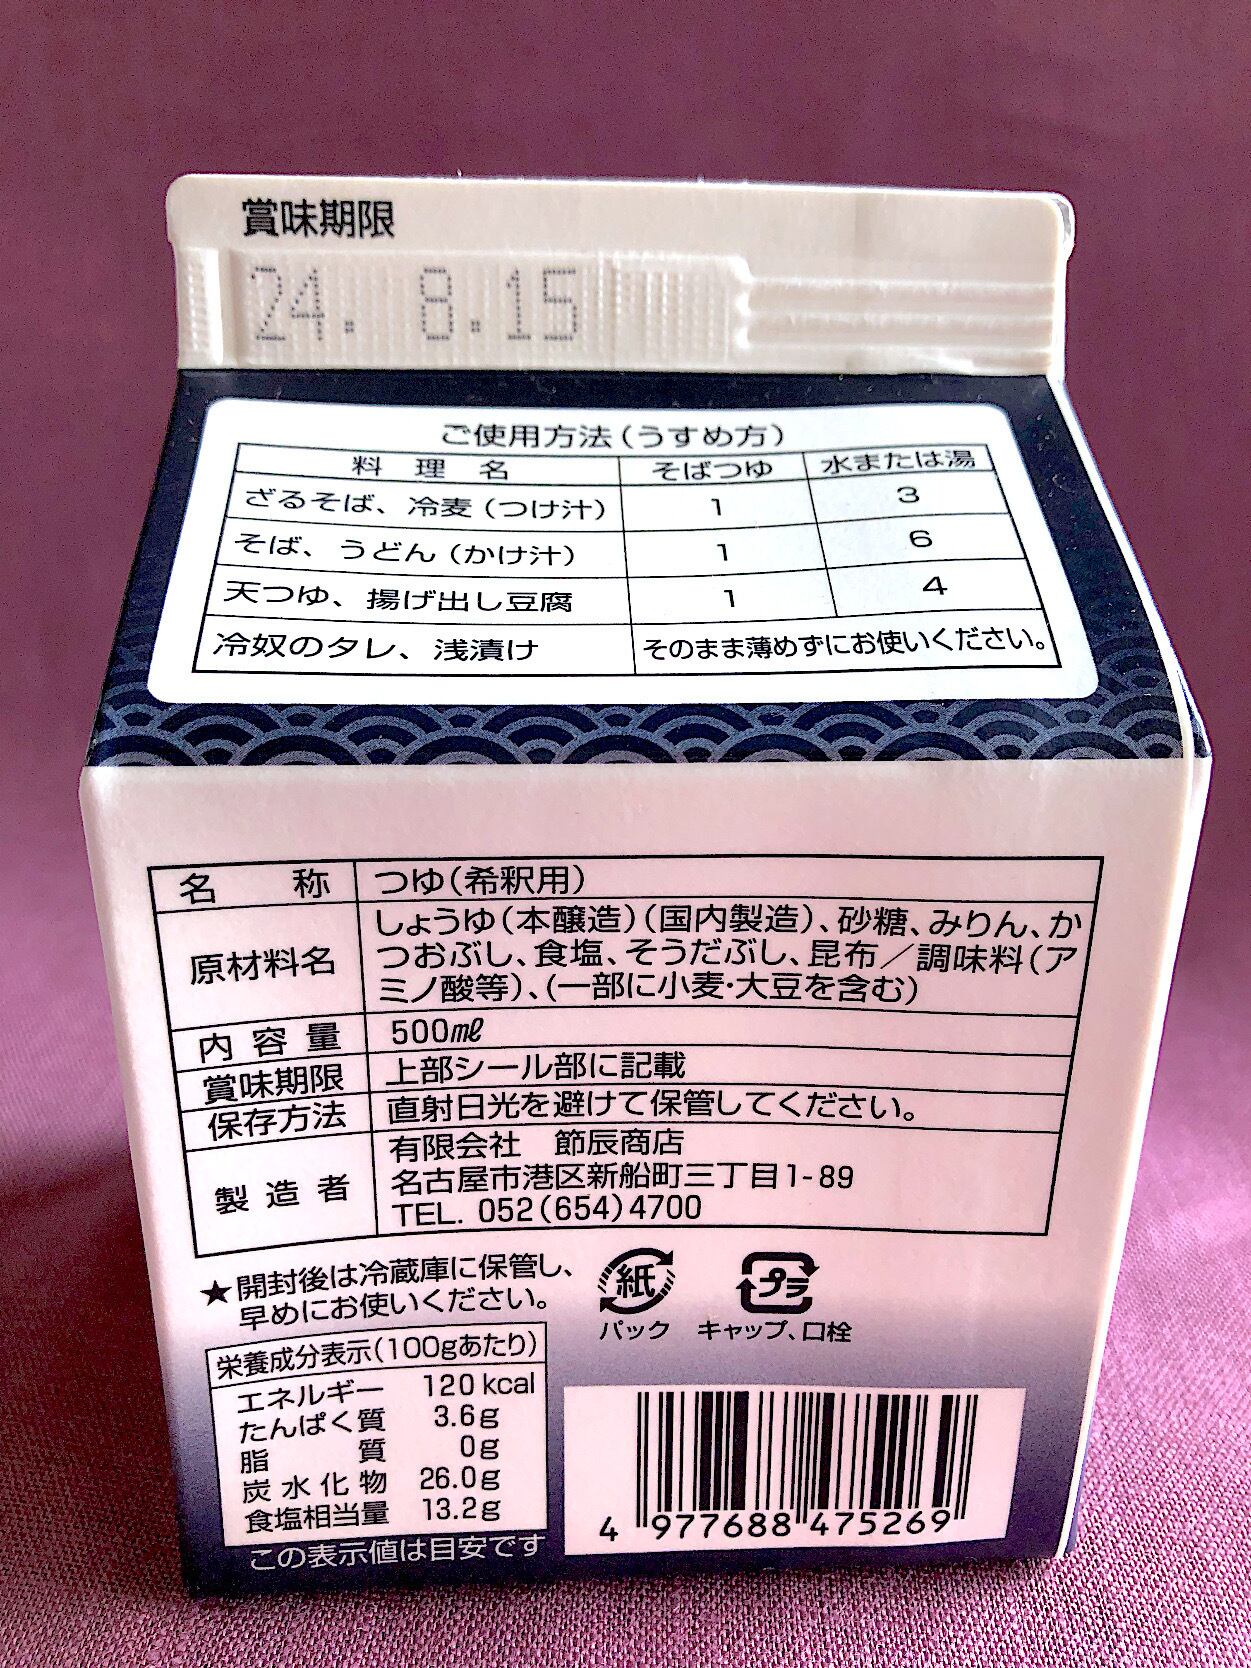 賞味期限
24. 8.15
ご使用方法(うすめ方)
料理名 そばつゆ 水または湯
ざるそば、冷麦(つけ汁) 1 3
そば、うどん(かけ汁) 1 6
天つゆ、揚げ出し豆腐 1 4
冷奴のタレ、浅漬け そのまま薄めずにお使いください。
名称 つゆ(希釈用)
原材料名 しょうゆ(本醸造)(国内製造)、砂糖、みりん、か
つおぶし、食塩、そうだぶし、昆布/調味料(ア
ミノ酸等)、(一部に小麦・大豆を含む)
内容量 500㎖
賞味期限 上部シール部に記載
保存方法 直射日光を避けて保管してください。
製造者 有限会社 節辰商店
名古屋市港区新船町三丁目1-89
TEL. 052(654)4700
★開封後は冷蔵庫に保管し、
早めにお使いください。
紙 プラ
パック キャップ、口栓
栄養成分表示(100gあたり)
エネルギー 120kcal
たんぱく質 3.6g
脂質 0g
炭水化物 26.0g
食塩相当量 13.2g
この表示値は目安です
4 977688 475269